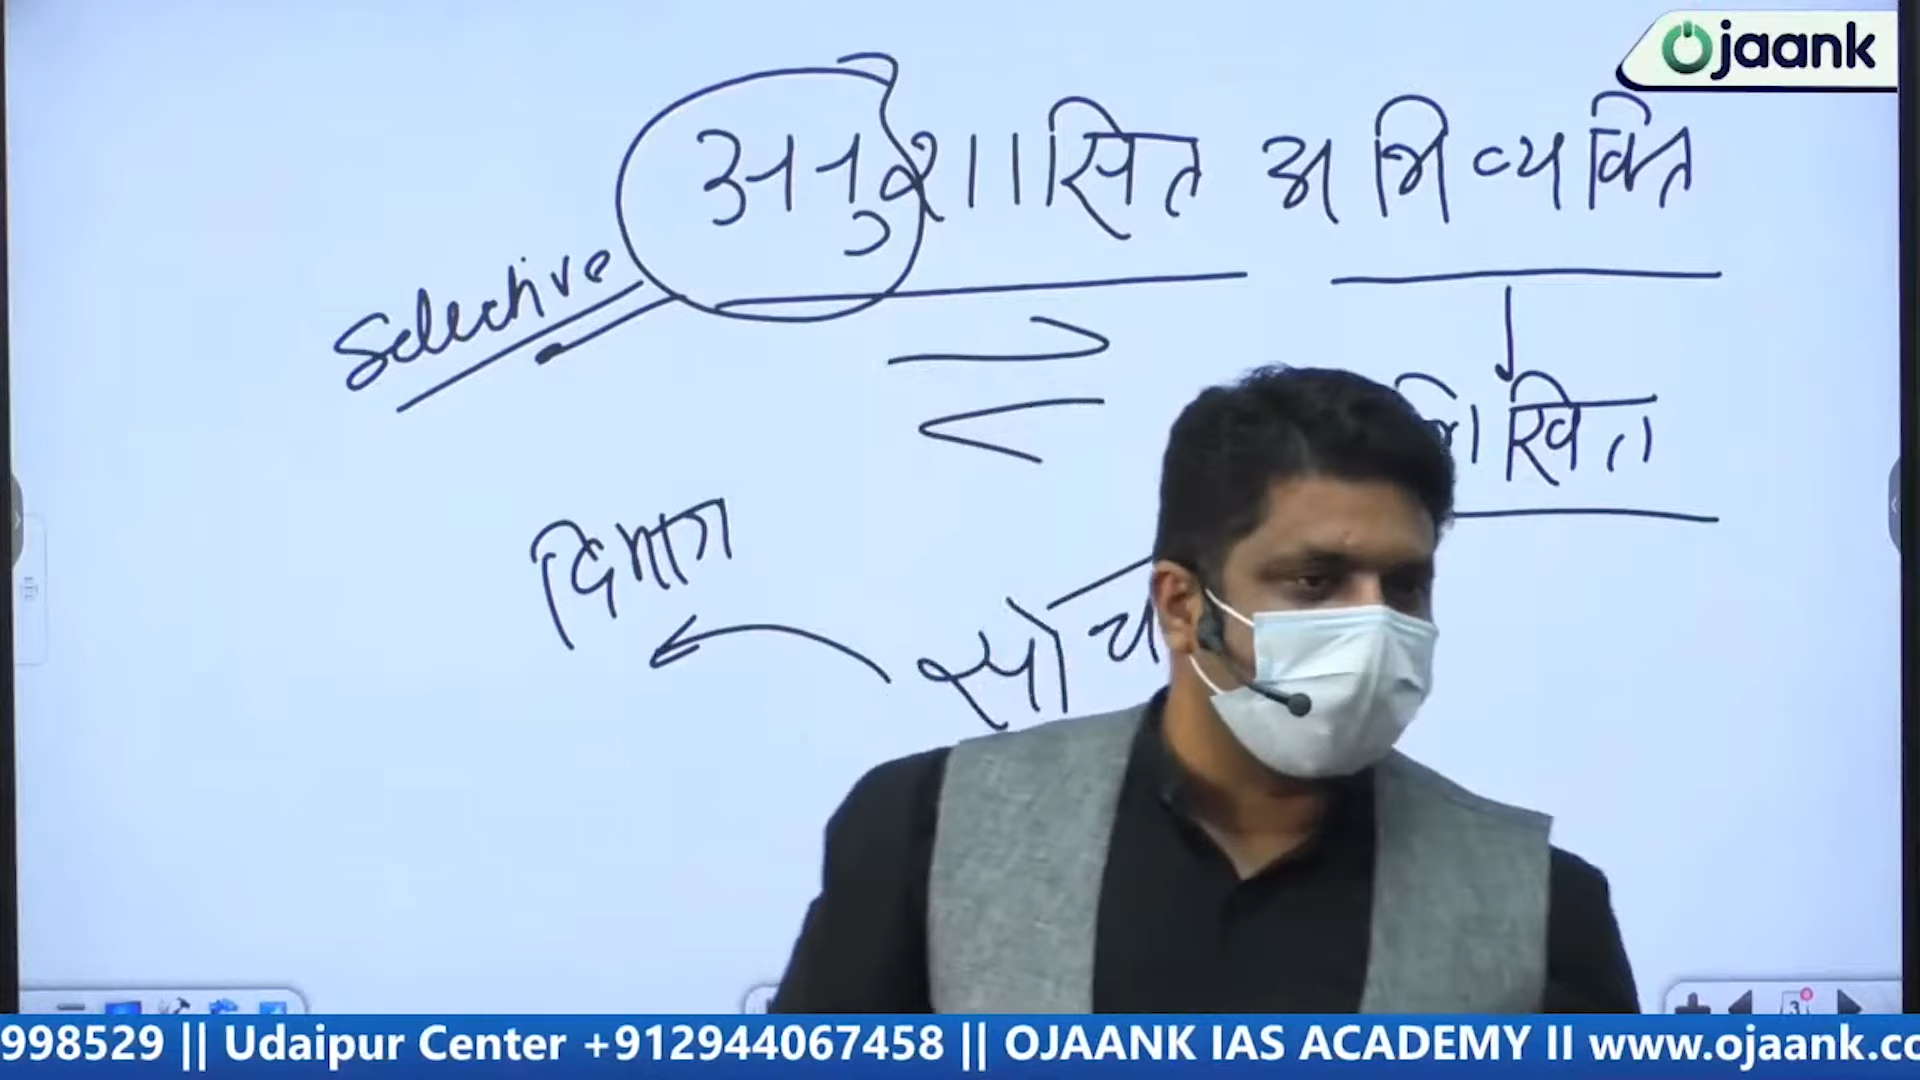 Ojaank
अनुशासित अभिव्यक्ति
Selective
दिमाग
998529 || Udaipur Center +912944067458 || OJAANK IAS ACADEMY II www.ojaank.co